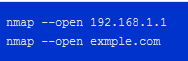 nmap --open 192.168.1.1
nmap --open exmple.com